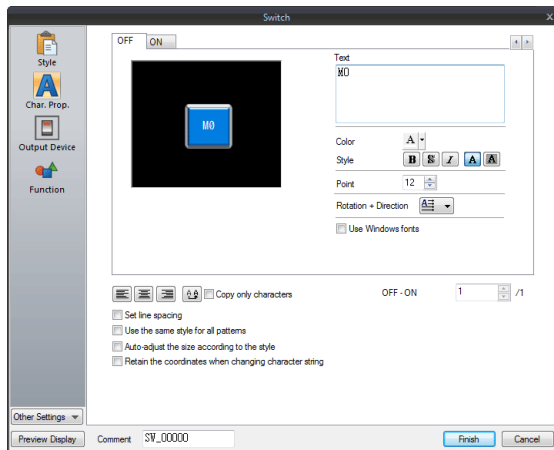 Switch
Style
Char. Prop.
Output Device
Function
OFF
ON
M0
Text
M0
Color
A
Style
B
I
A
A
Point
12
Rotation + Direction
A
Use Windows fonts
Copy only characters
OFF - ON
1
/1
Set line spacing
Use the same style for all patterns
Auto-adjust the size according to the style
Retain the coordinates when changing character string
Other Settings
Preview Display
Comment
SW_00000
Finish
Cancel